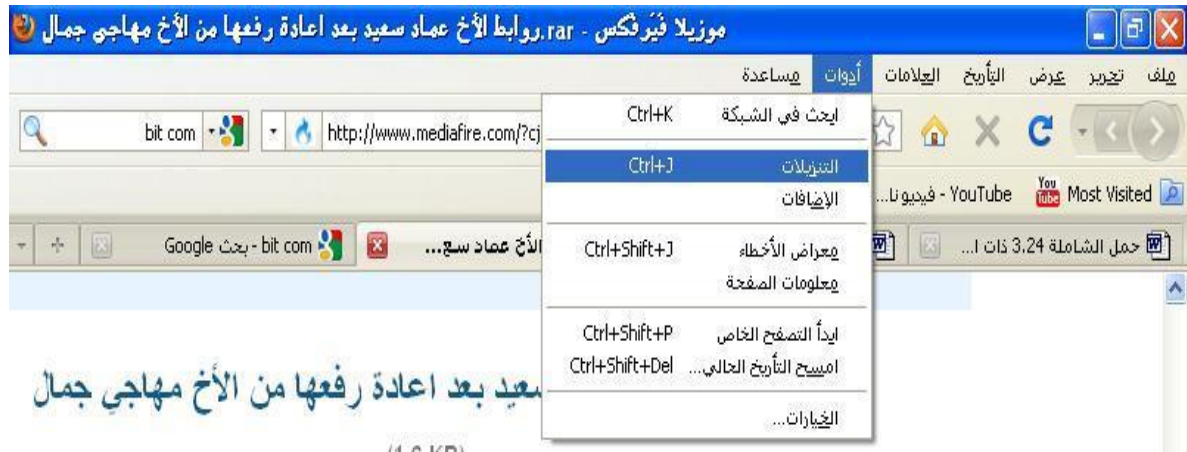 روابط الأخ عماد سعيد بعد اعادة رفعها من الأخ مهاجي جمال.rar - موزيلا فَيَرفُكس
ملف تحرير عرض التأريخ العلامات أدوات مساعدة
http://www.mediafire.com/?cj
bit com
Most Visited
YouTube - فيديو نا...
حمل الشاملة 3.24 ذات ا...
الأخ عماد سع...
bit com - بحث Google
ابحث في الشبكة Ctrl+K
التنزيلات Ctrl+J
الإضافات
معراض الأخطاء Ctrl+Shift+J
معلومات الصفحة
ابدأ التصفح الخاص Ctrl+Shift+P
امسح التأريخ الحالي... Ctrl+Shift+Del
الخيارات...
سعيد بعد اعادة رفعها من الأخ مهاجي جمال